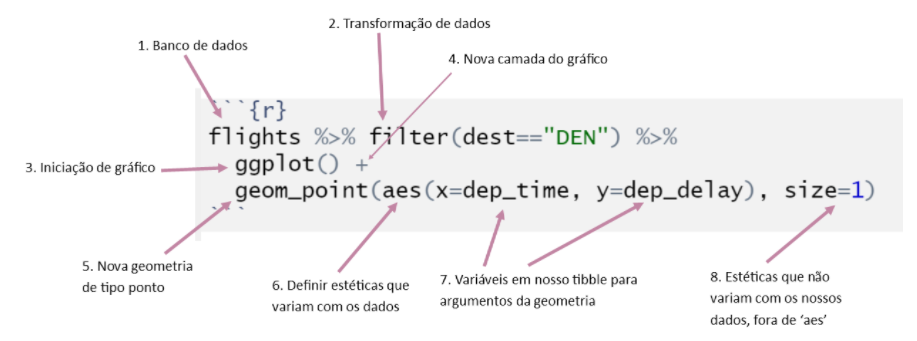 2. Transformação de dados
1. Banco de dados
4. Nova camada do gráfico
```{r}
flights %>% filter(dest=="DEN") %>%
3. Iniciação de gráfico
ggplot() +
geom_point(aes(x=dep_time, y=dep_delay), size=1)
```
5. Nova geometria
de tipo ponto
6. Definir estéticas que
variam com os dados
7. Variáveis em nosso tibble para
argumentos da geometria
8. Estéticas que não
variam com os nossos
dados, fora de ‘aes’